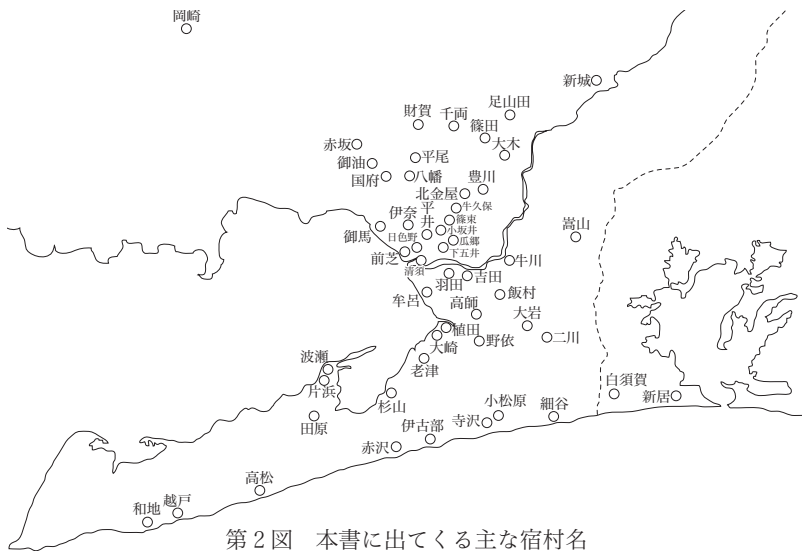 岡崎
新城
足山田
財賀
千両
篠田
大木
赤坂
御油
平尾
国府
八幡
豊川
北金屋
牛久保
伊奈
平井
篠束
小坂井
瓜郷
下五井
日色野
御馬
前芝
清須
嵩山
牛川
羽田
吉田
牟呂
高師
飯村
大岩
植田
大崎
野依
二川
老津
波瀬
片浜
杉山
田原
小松原
寺沢
細谷
白須賀
新居
伊古部
赤沢
高松
越戸
和地
第2図　本書に出てくる主な宿村名